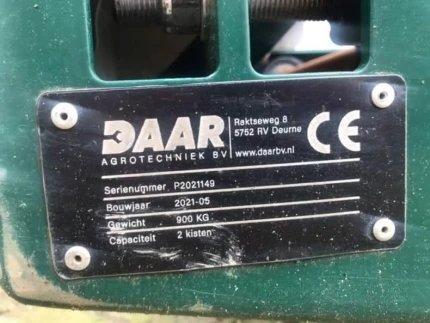 DAAR
AGROTECHNIEK BV
Raktseweg 8
5752 RV Deurne
www.daarbv.nl
CE
Serienummer P2021149
Bouwjaar 2021-05
Gewicht 900 KG
Capaciteit 2 kisten